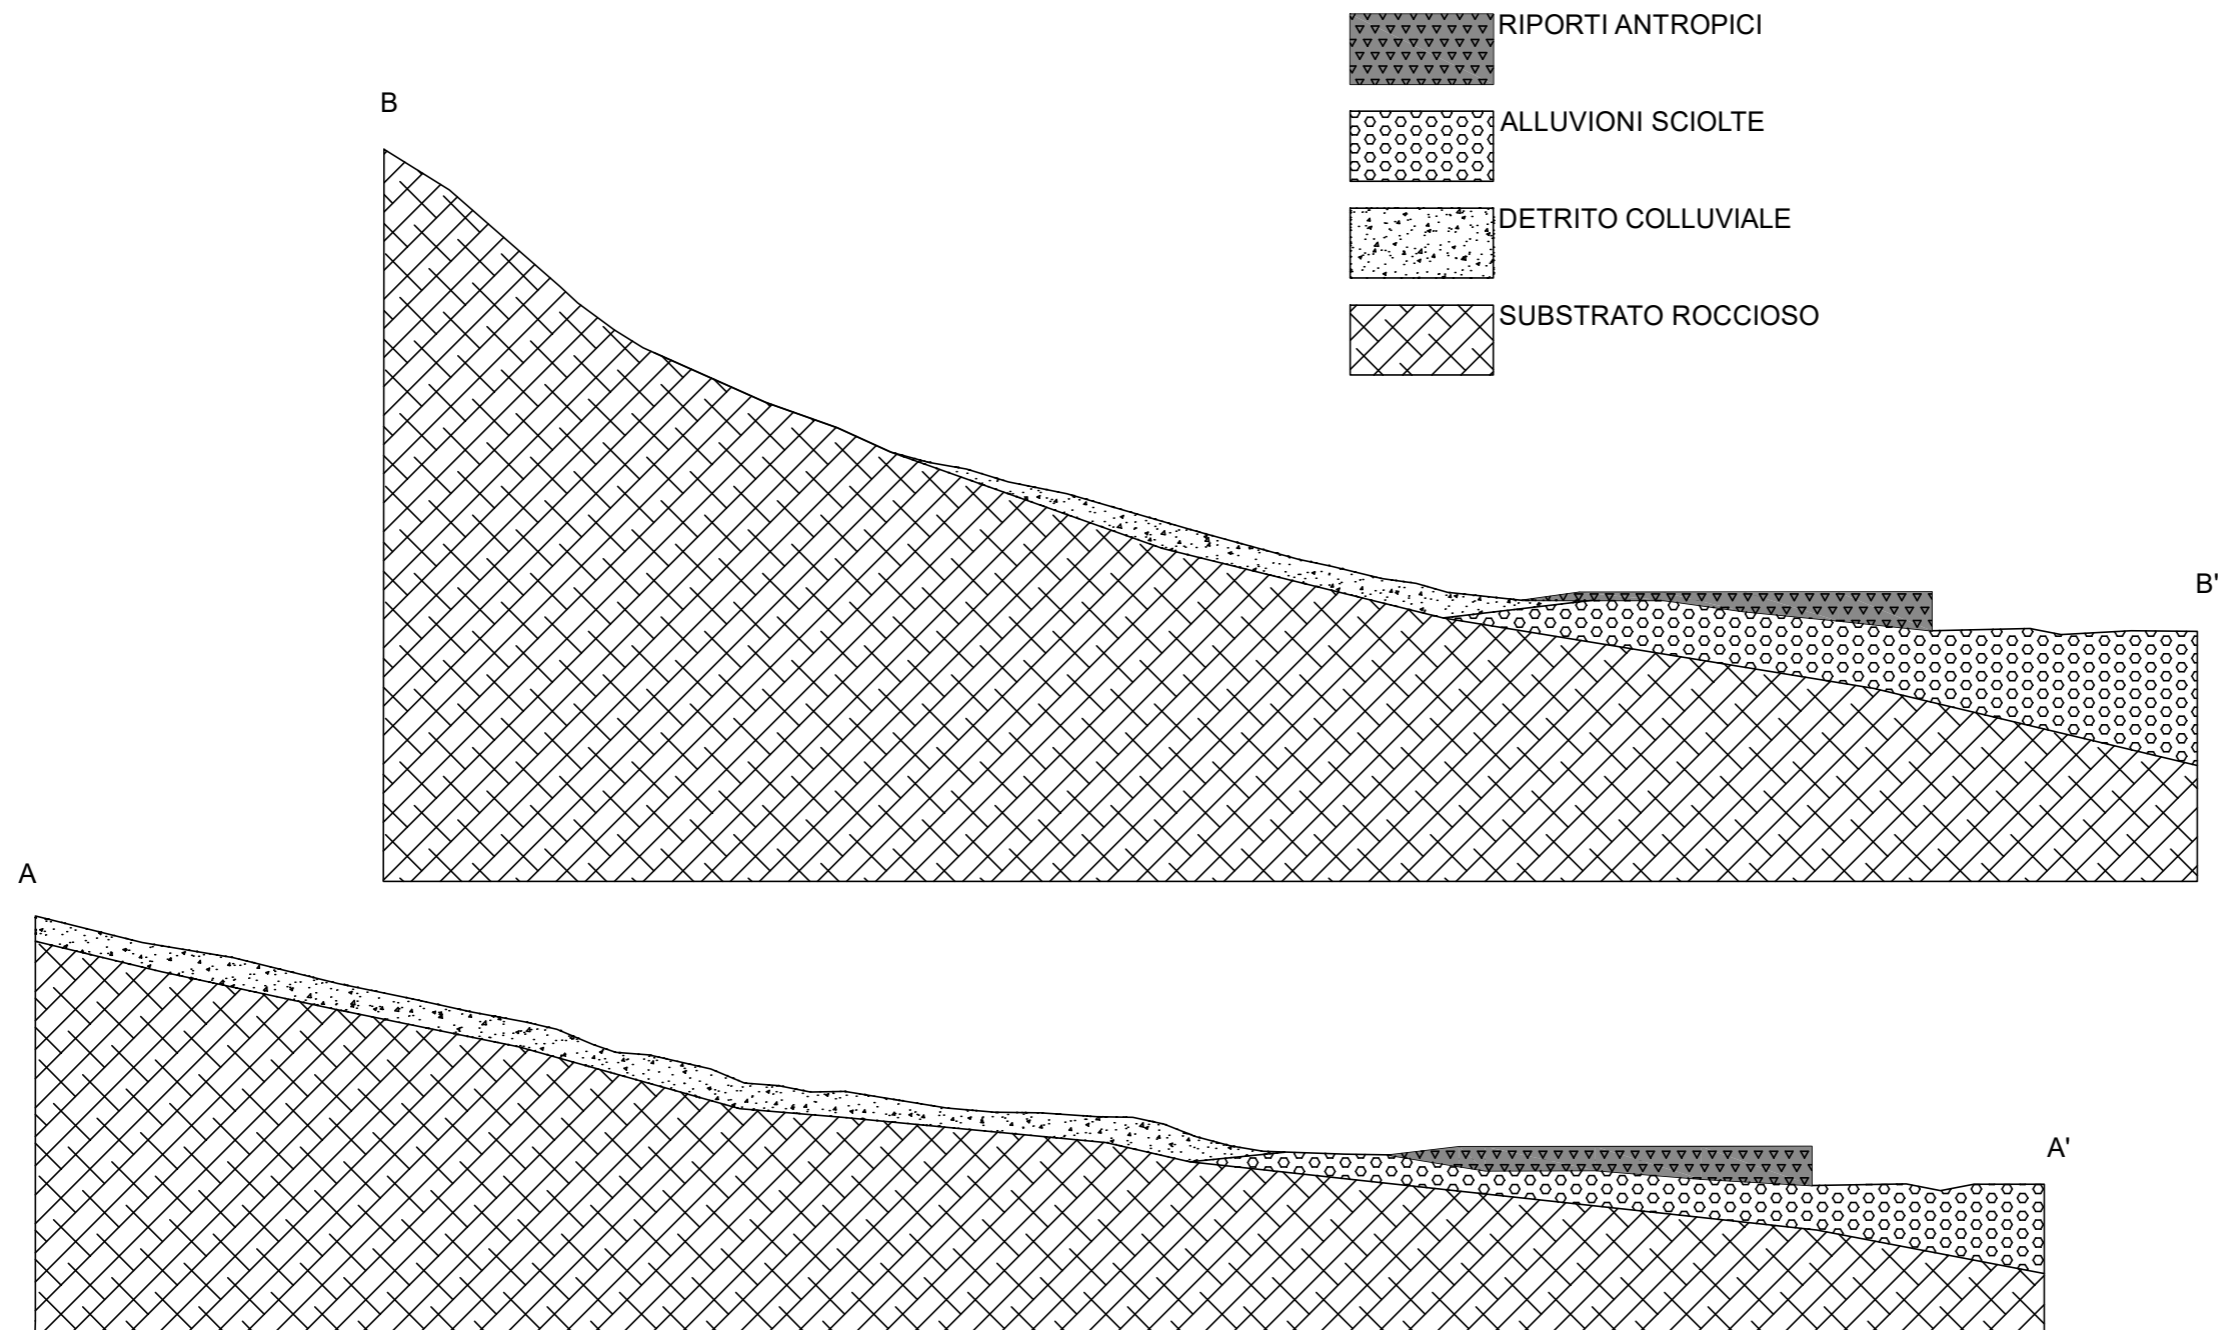 RIPORTI ANTROPICI
ALLUVIONI SCIOLTE
DETRITO COLLUVIALE
SUBSTRATO ROCCIOSO
B
B'
A
A'